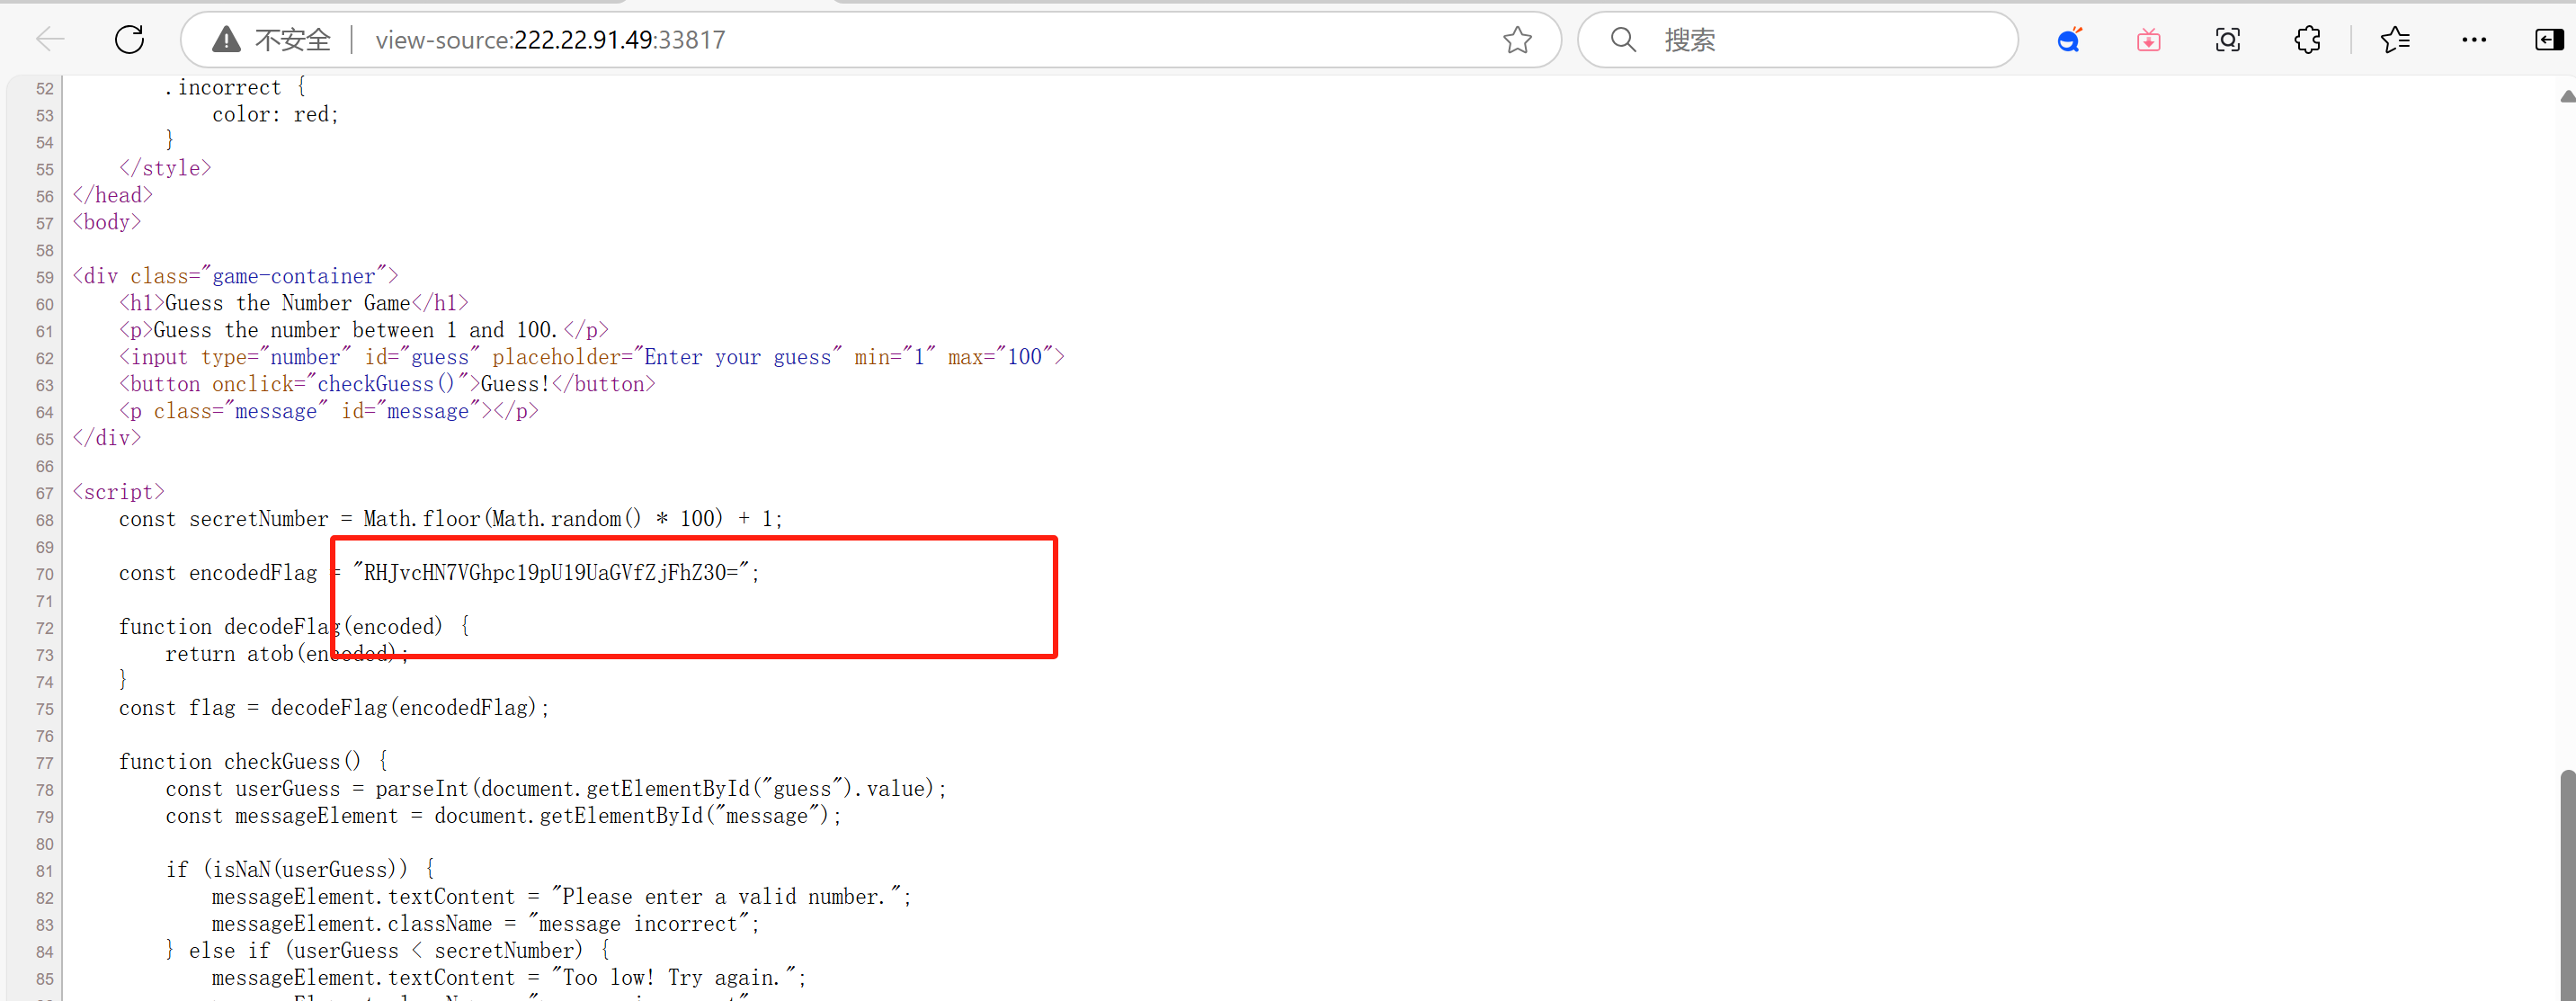 不安全 view-source:222.22.91.49:33817 搜索
52 .incorrect {
53 color: red;
54 }
55 </style>
56 </head>
57 <body>
58
59 <div class="game-container">
60 <h1>Guess the Number Game</h1>
61 <p>Guess the number between 1 and 100.</p>
62 <input type="number" id="guess" placeholder="Enter your guess" min="1" max="100">
63 <button onclick="checkGuess()">Guess!</button>
64 <p class="message" id="message"></p>
65 </div>
66
67 <script>
68 const secretNumber = Math.floor(Math.random() * 100) + 1;
69
70 const encodedFlag = "RHJvcHN7VGhpc19pU19UaGVfZjFhZ30=";
71
72 function decodeFlag(encoded) {
73 return atob(encoded);
74 }
75 const flag = decodeFlag(encodedFlag);
76
77 function checkGuess() {
78 const userGuess = parseInt(document.getElementById("guess").value);
79 const messageElement = document.getElementById("message");
80
81 if (isNaN(userGuess)) {
82 messageElement.textContent = "Please enter a valid number.";
83 messageElement.className = "message incorrect";
84 } else if (userGuess < secretNumber) {
85 messageElement.textContent = "Too low! Try again.";